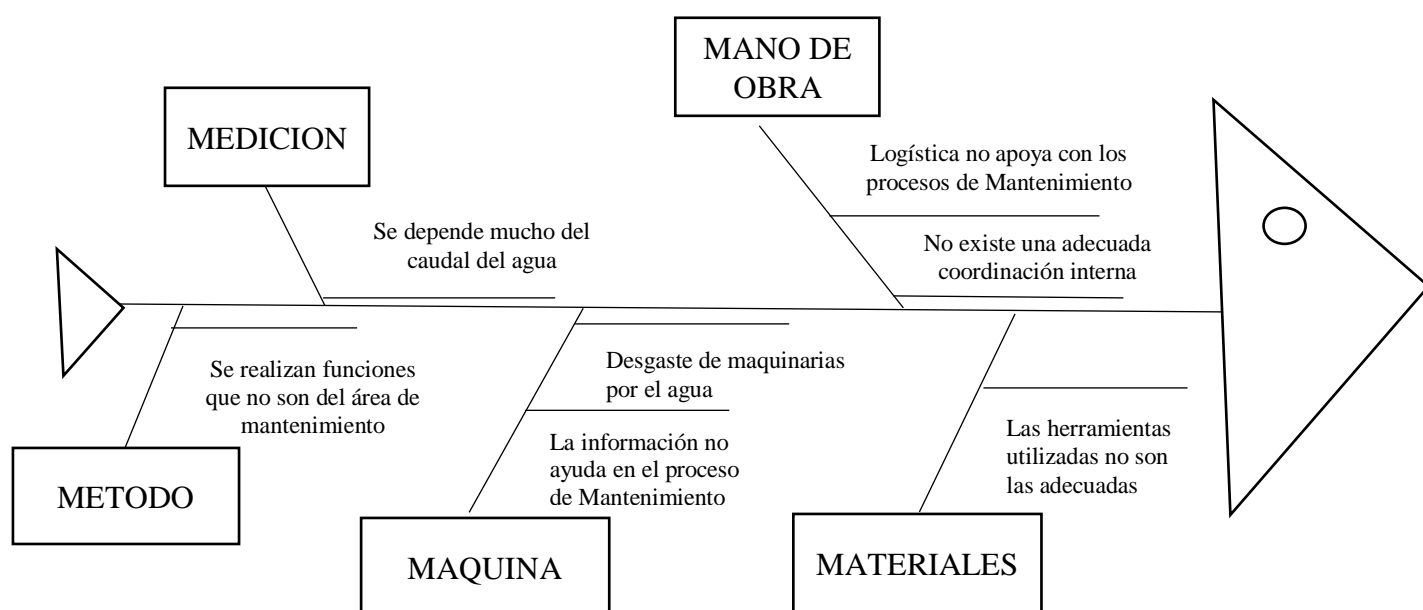 MANO DE
OBRA
MEDICION
Logística no apoya con los
procesos de Mantenimiento
Se depende mucho del
caudal del agua
No existe una adecuada
coordinación interna
Se realizan funciones
que no son del área de
mantenimiento
Desgaste de maquinarias
por el agua
La información no
ayuda en el proceso
de Mantenimiento
Las herramientas
utilizadas no son
las adecuadas
METODO
MAQUINA
MATERIALES